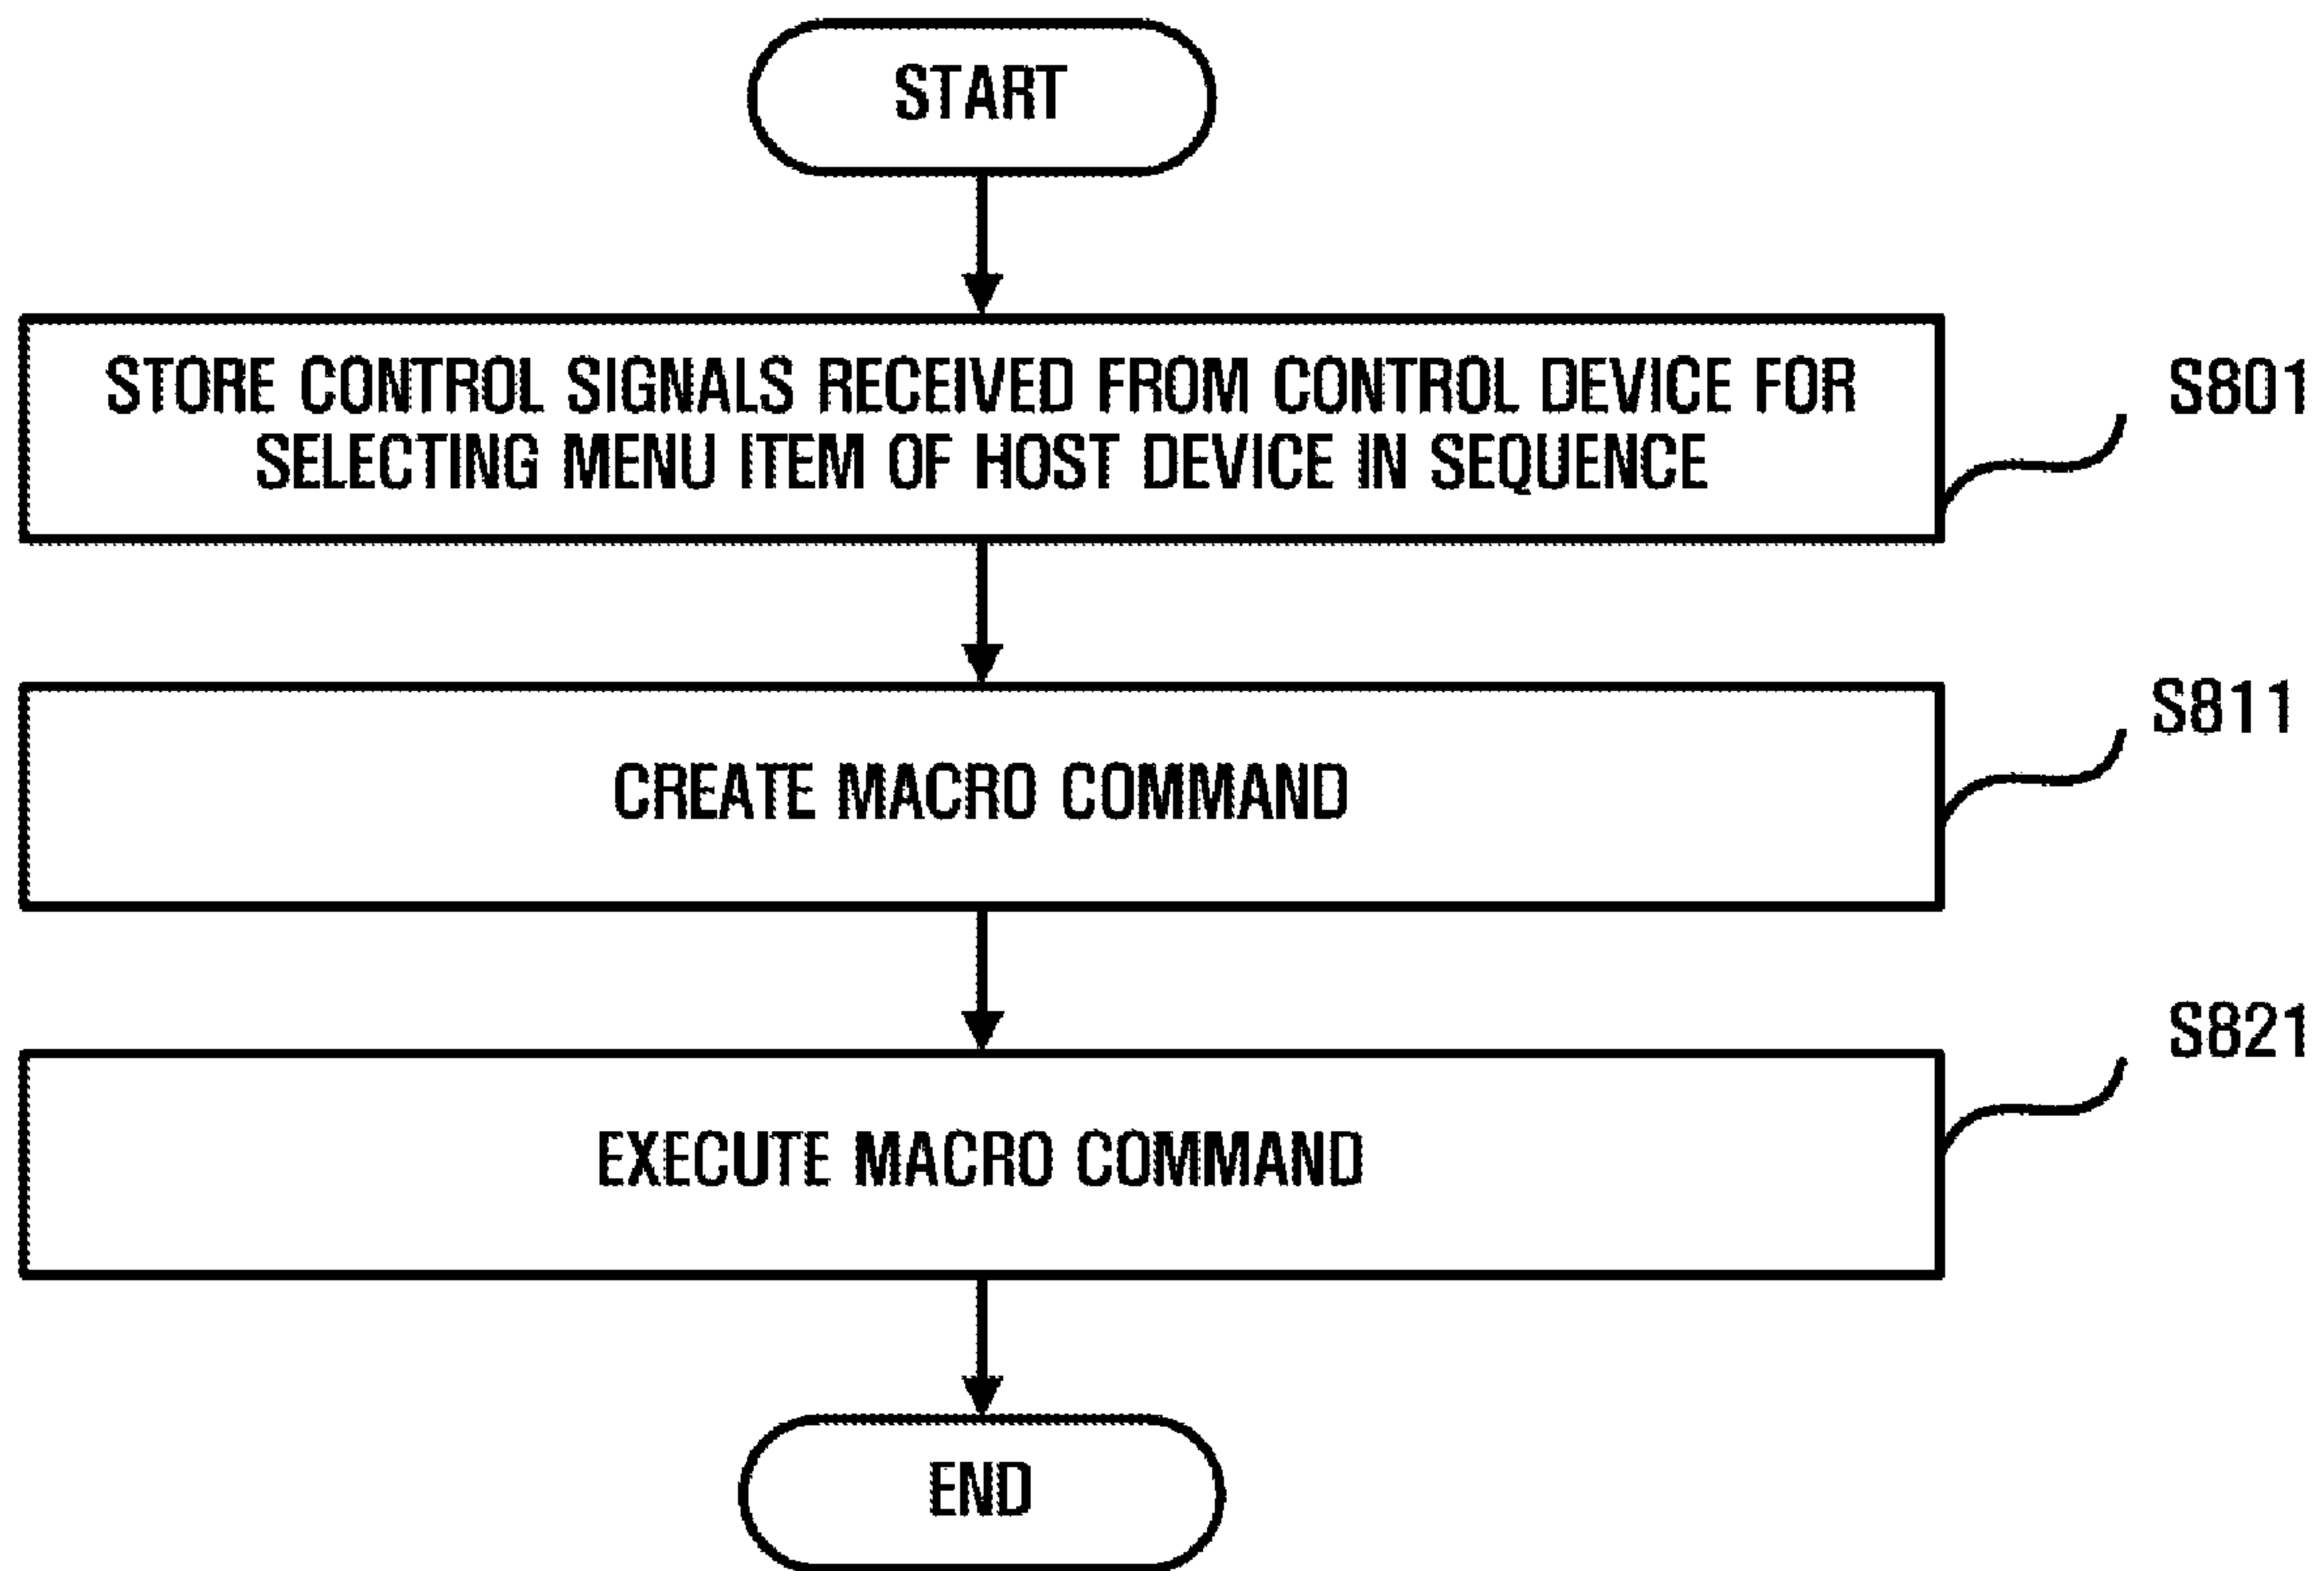 START
STORE CONTROL SIGNALS RECEIVED FROM CONTROL DEVICE FOR
SELECTING MENU ITEM OF HOST DEVICE IN SEQUENCE
S801
CREATE MACRO COMMAND
S811
EXECUTE MACRO COMMAND
S821
END